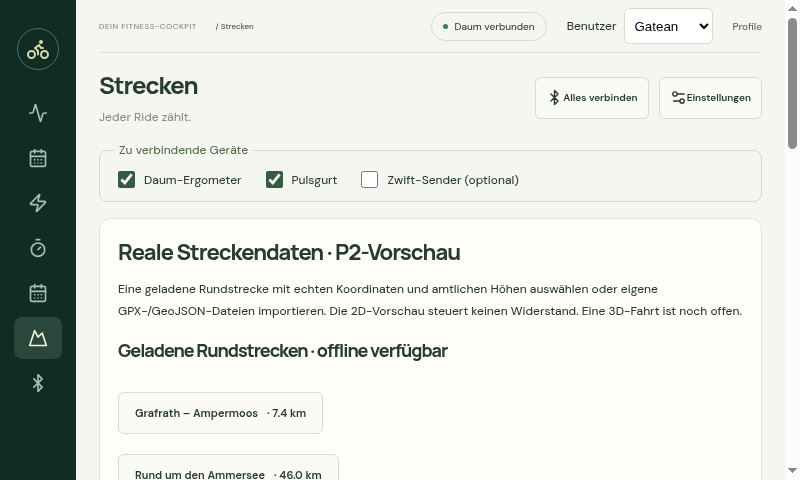 DEIN FITNESS-COCKPIT / Strecken
Daum verbunden
Benutzer
Gatean
Profile
Strecken
Jeder Ride zählt.
Alles verbinden
Einstellungen
Zu verbindende Geräte
Daum-Ergometer
Pulsgurt
Zwift-Sender (optional)
Reale Streckendaten · P2-Vorschau
Eine geladene Rundstrecke mit echten Koordinaten und amtlichen Höhen auswählen oder eigene
GPX-/GeoJSON-Dateien importieren. Die 2D-Vorschau steuert keinen Widerstand. Eine 3D-Fahrt ist noch offen.
Geladene Rundstrecken · offline verfügbar
Grafrath – Ampermoos · 7.4 km
Rund um den Ammersee · 46.0 km